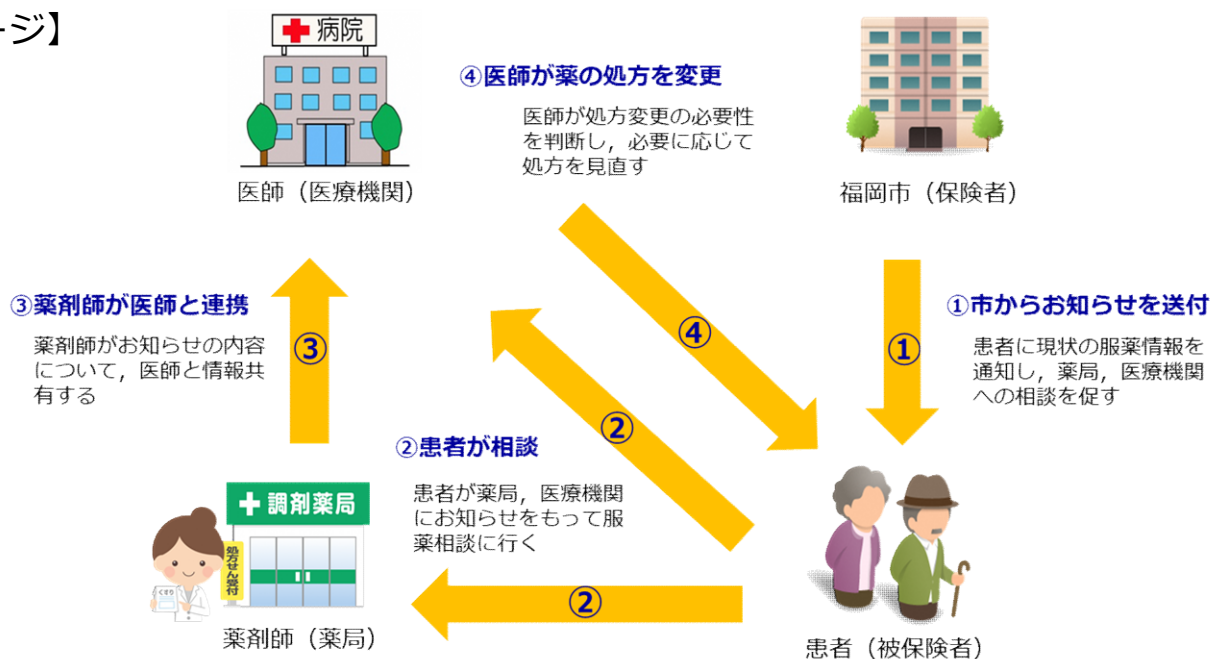 ージ】
病院
医師（医療機関）
④医師が薬の処方を変更
医師が処方変更の必要性
を判断し，必要に応じて
処方を見直す
福岡市（保険者）
①市からお知らせを送付
患者に現状の服薬情報を
通知し，薬局，医療機関
への相談を促す
①
②患者が相談
患者が薬局，医療機関
にお知らせをもって服
薬相談に行く
②
②
③薬剤師が医師と連携
薬剤師がお知らせの内容
について，医師と情報共
有する
③
④
調剤薬局
処方せん受付
くすり
薬剤師（薬局）
患者（被保険者）